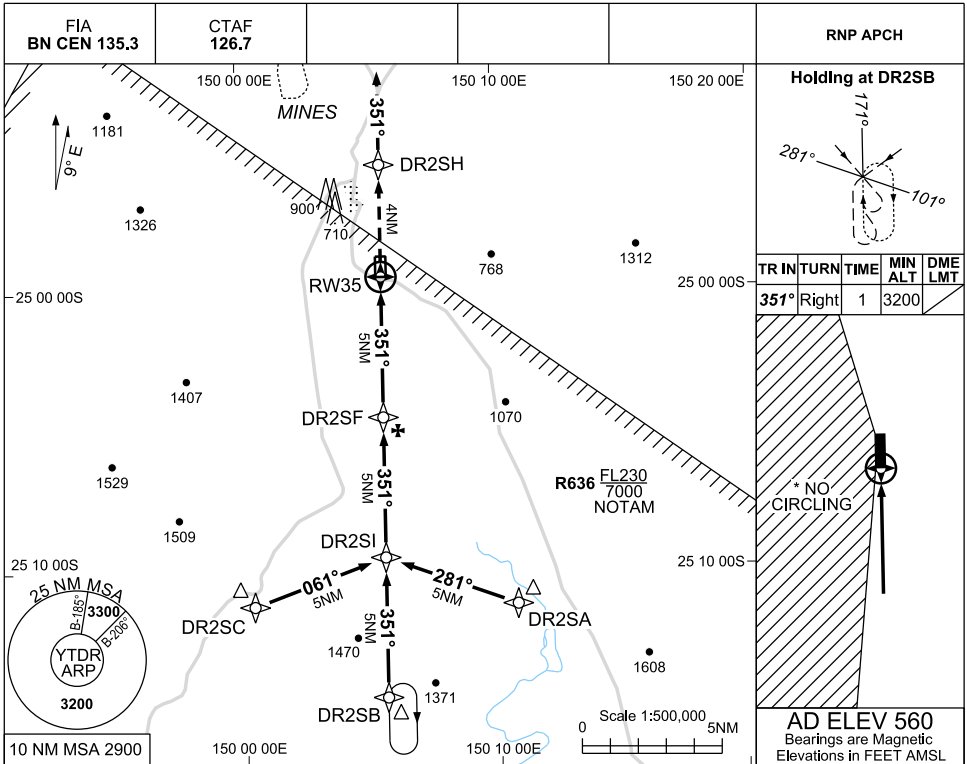 FIA
BN CEN 135.3
CTAF
126.7
RNP APCH
150 00 00E
150 10 00E
150 20 00E
MINES
351°
DR2SH
1181
9° E
1326
900
710
4NM
768
1312
RW35
25 00 00S
25 00 00S
351°
5NM
1407
DR2SF
1070
351°
5NM
R636 FL230
7000
NOTAM
1529
1509
DR2SI
25 10 00S
25 10 00S
061°
5NM
281°
5NM
DR2SC
DR2SA
351°
5NM
1470
1608
1371
DR2SB
25 NM MSA
B-185°
3300
B-206°
YTDR
ARP
3200
10 NM MSA 2900
150 00 00E
150 10 00E
0 Scale 1:500,000 5NM
Holding at DR2SB
171°
281°
101°
TR IN TURN TIME MIN ALT DME LMT
351° Right 1 3200
* NO
CIRCLING
AD ELEV 560
Bearings are Magnetic
Elevations in FEET AMSL